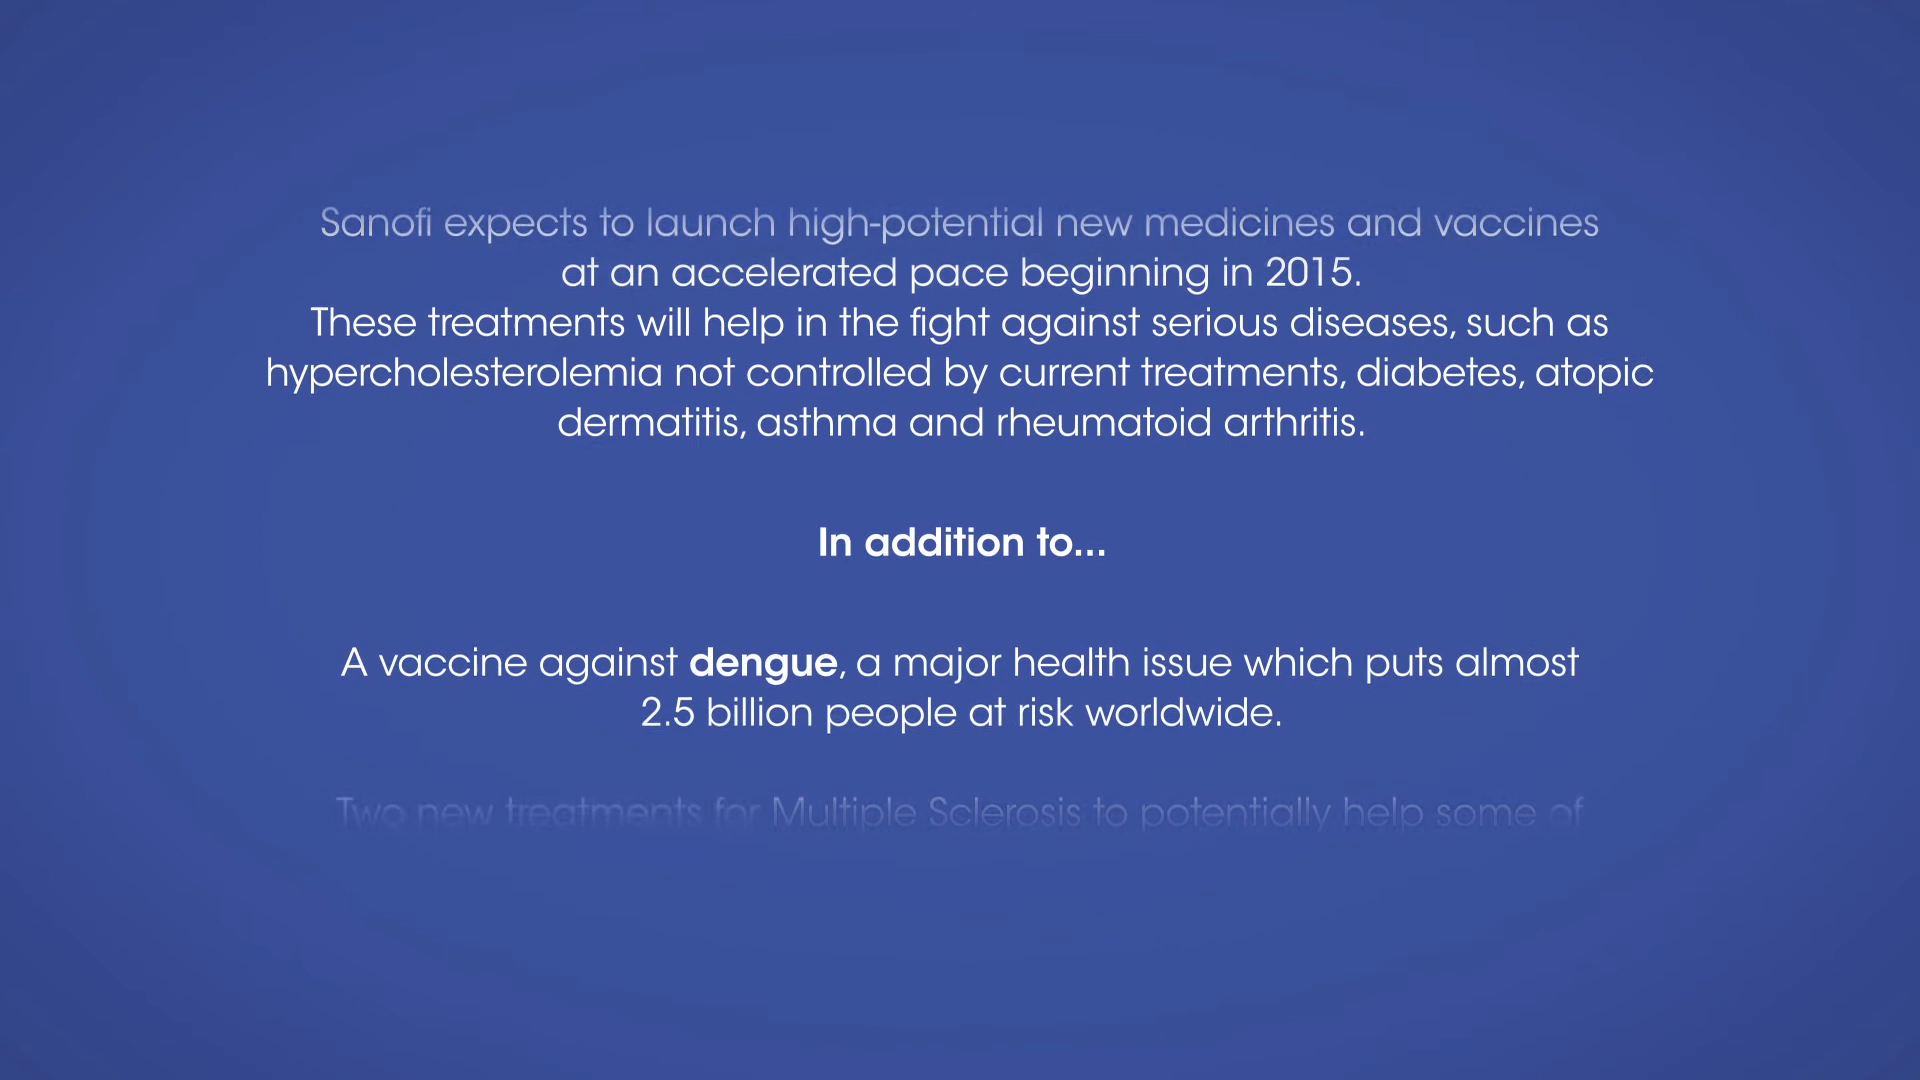 Sanofi expects to launch high-potential new medicines and vaccines
at an accelerated pace beginning in 2015.
These treatments will help in the fight against serious diseases, such as
hypercholesterolemia not controlled by current treatments, diabetes, atopic
dermatitis, asthma and rheumatoid arthritis.
In addition to...
A vaccine against dengue, a major health issue which puts almost
2.5 billion people at risk worldwide.
Two new treatments for Multiple Sclerosis to potentially help some of